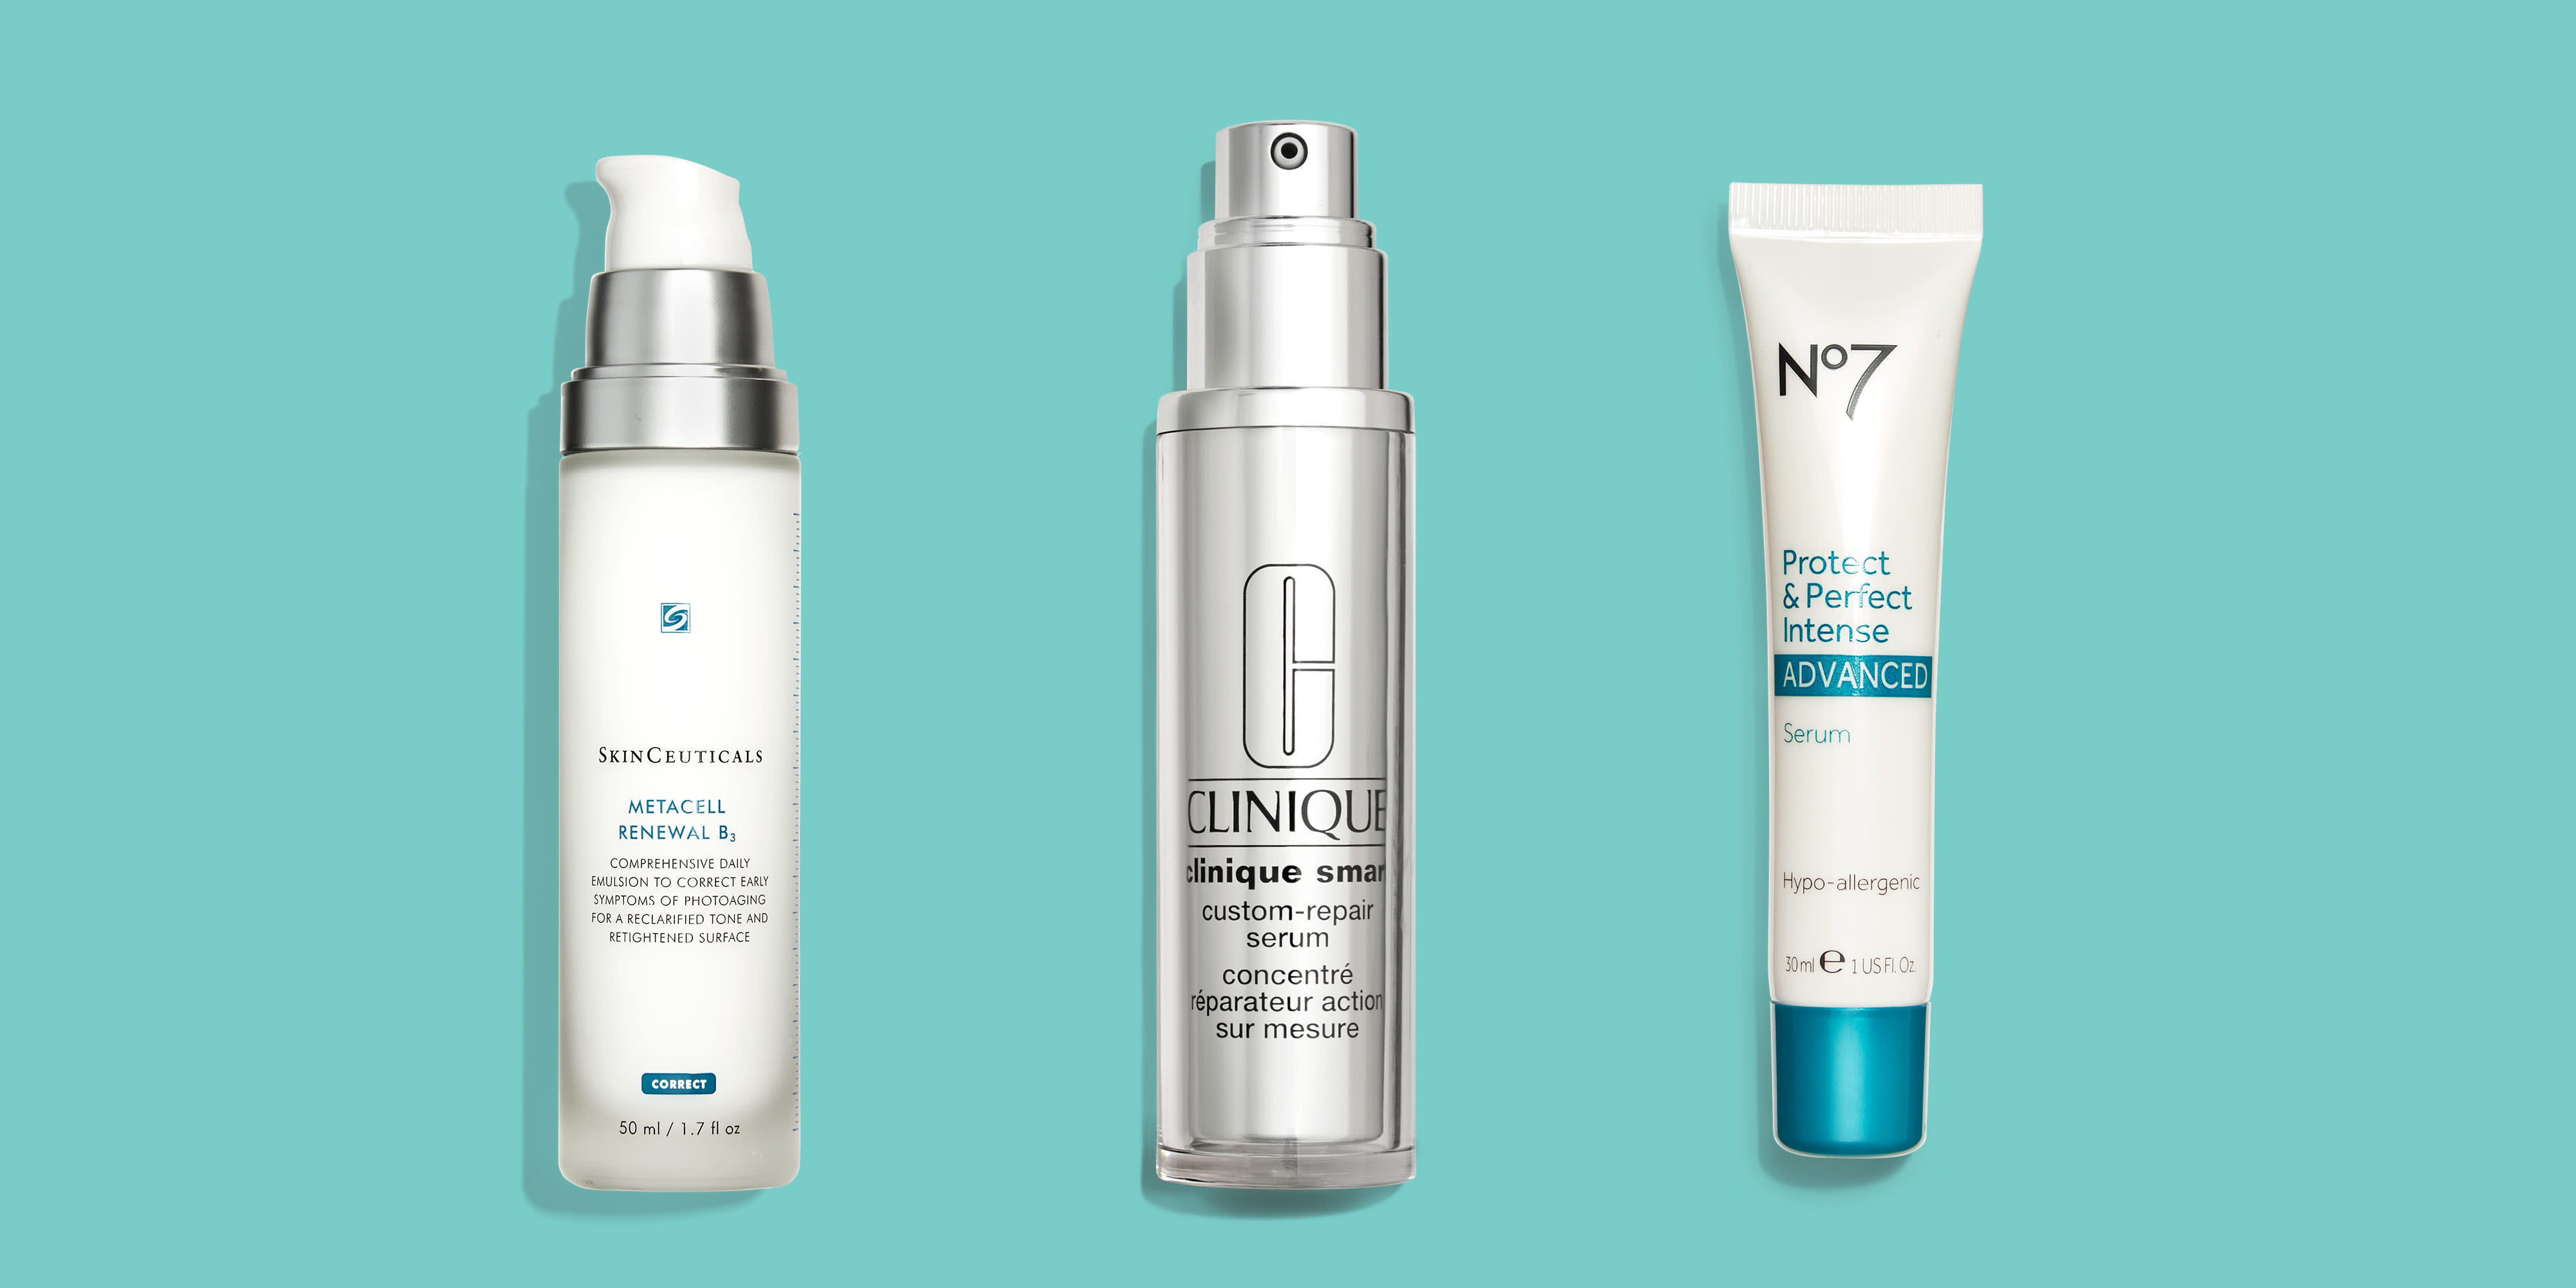 SKINCEUTICALS
METACELL
RENEWAL B₃
COMPREHENSIVE DAILY
EMULSION TO CORRECT EARLY
SYMPTOMS OF PHOTOAGING
FOR A RECLARIFIED TONE AND
RETIGHTENED SURFACE
CORRECT
50 ml / 1.7 fl oz
C
CLINIQUE
clinique smar
custom-repair
serum
concentré
réparateur action
sur mesure
Nº7
Protect
& Perfect
Intense
ADVANCED
Serum
Hypo-allergenic
30ml e 1 US Fl. Oz.